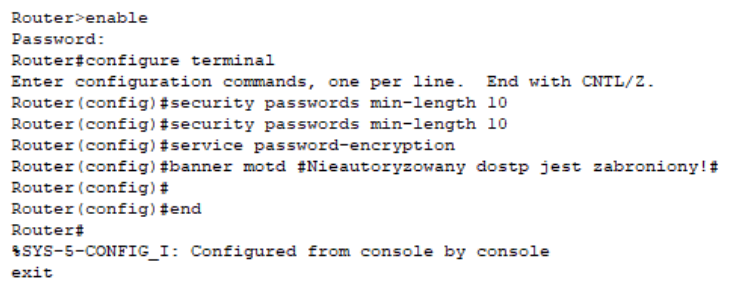 Router>enable
Password:
Router#configure terminal
Enter configuration commands, one per line.  End with CNTL/Z.
Router(config)#security passwords min-length 10
Router(config)#security passwords min-length 10
Router(config)#service password-encryption
Router(config)#banner motd #Nieautoryzowany dostp jest zabroniony!#
Router(config)#
Router(config)#end
Router#
%SYS-5-CONFIG_I: Configured from console by console
exit